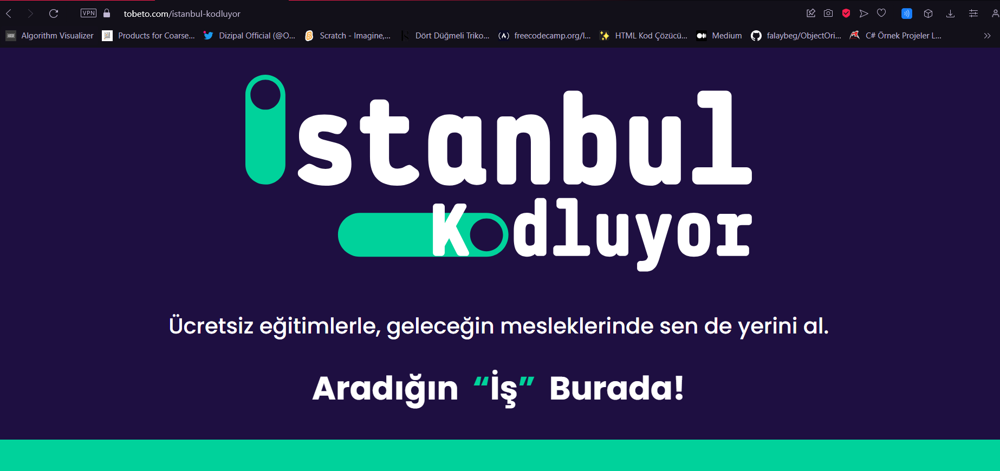 VPN tobeto.com/istanbul-kodluyor
Algorithm Visualizer Products for Coarse... Dizipal Official (@O... Scratch - Imagine,... Dört Düğmeli Triko... freecodecamp.org/l... HTML Kod Çözücü... Medium falaybeg/ObjectOri... C# Örnek Projeler L...
istanbul
Kodluyor
Ücretsiz eğitimlerle, geleceğin mesleklerinde sen de yerini al.
Aradığın “İş” Burada!